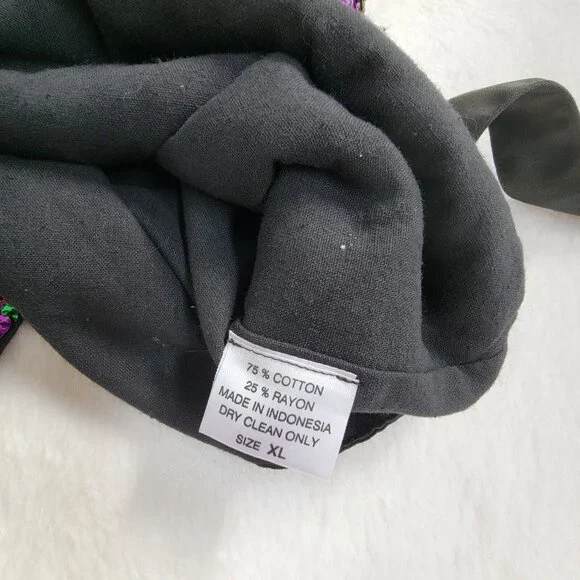 75 % COTTON
25 % RAYON
MADE IN INDONESIA
DRY CLEAN ONLY
SIZE XL